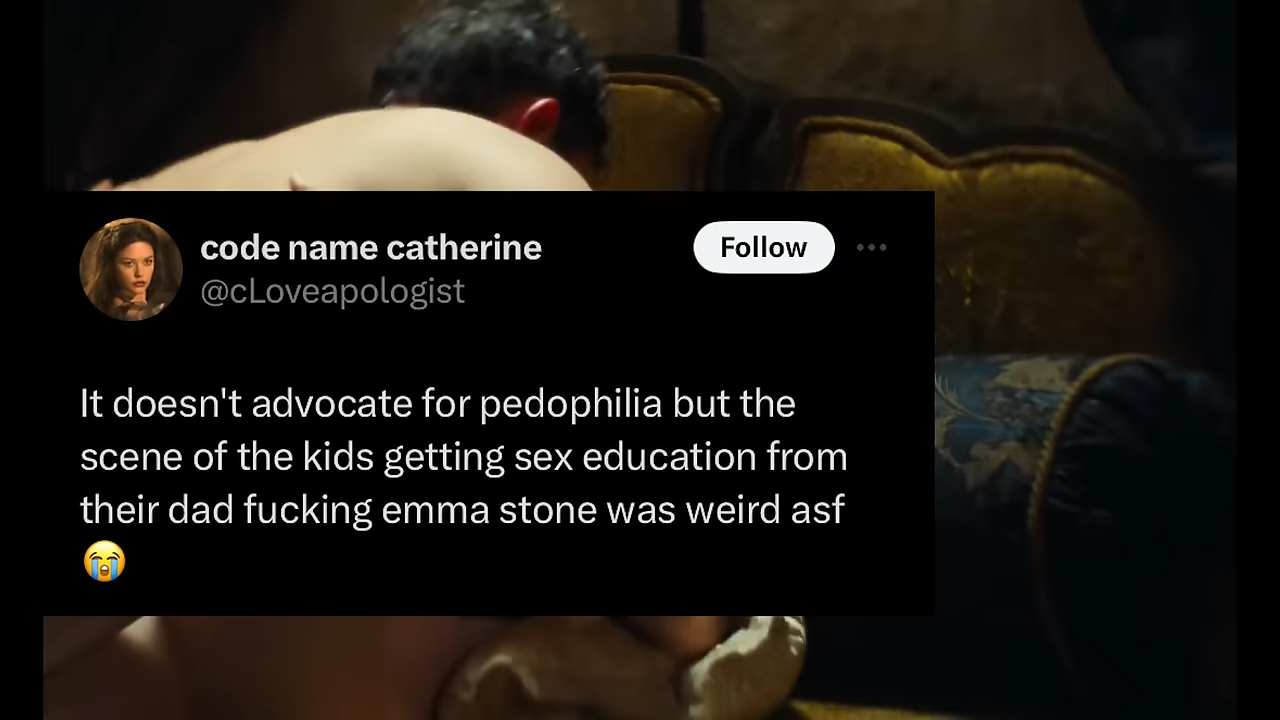 code name catherine
Follow
@cLoveapologist
It doesn't advocate for pedophilia but the
scene of the kids getting sex education from
their dad fucking emma stone was weird asf
😭